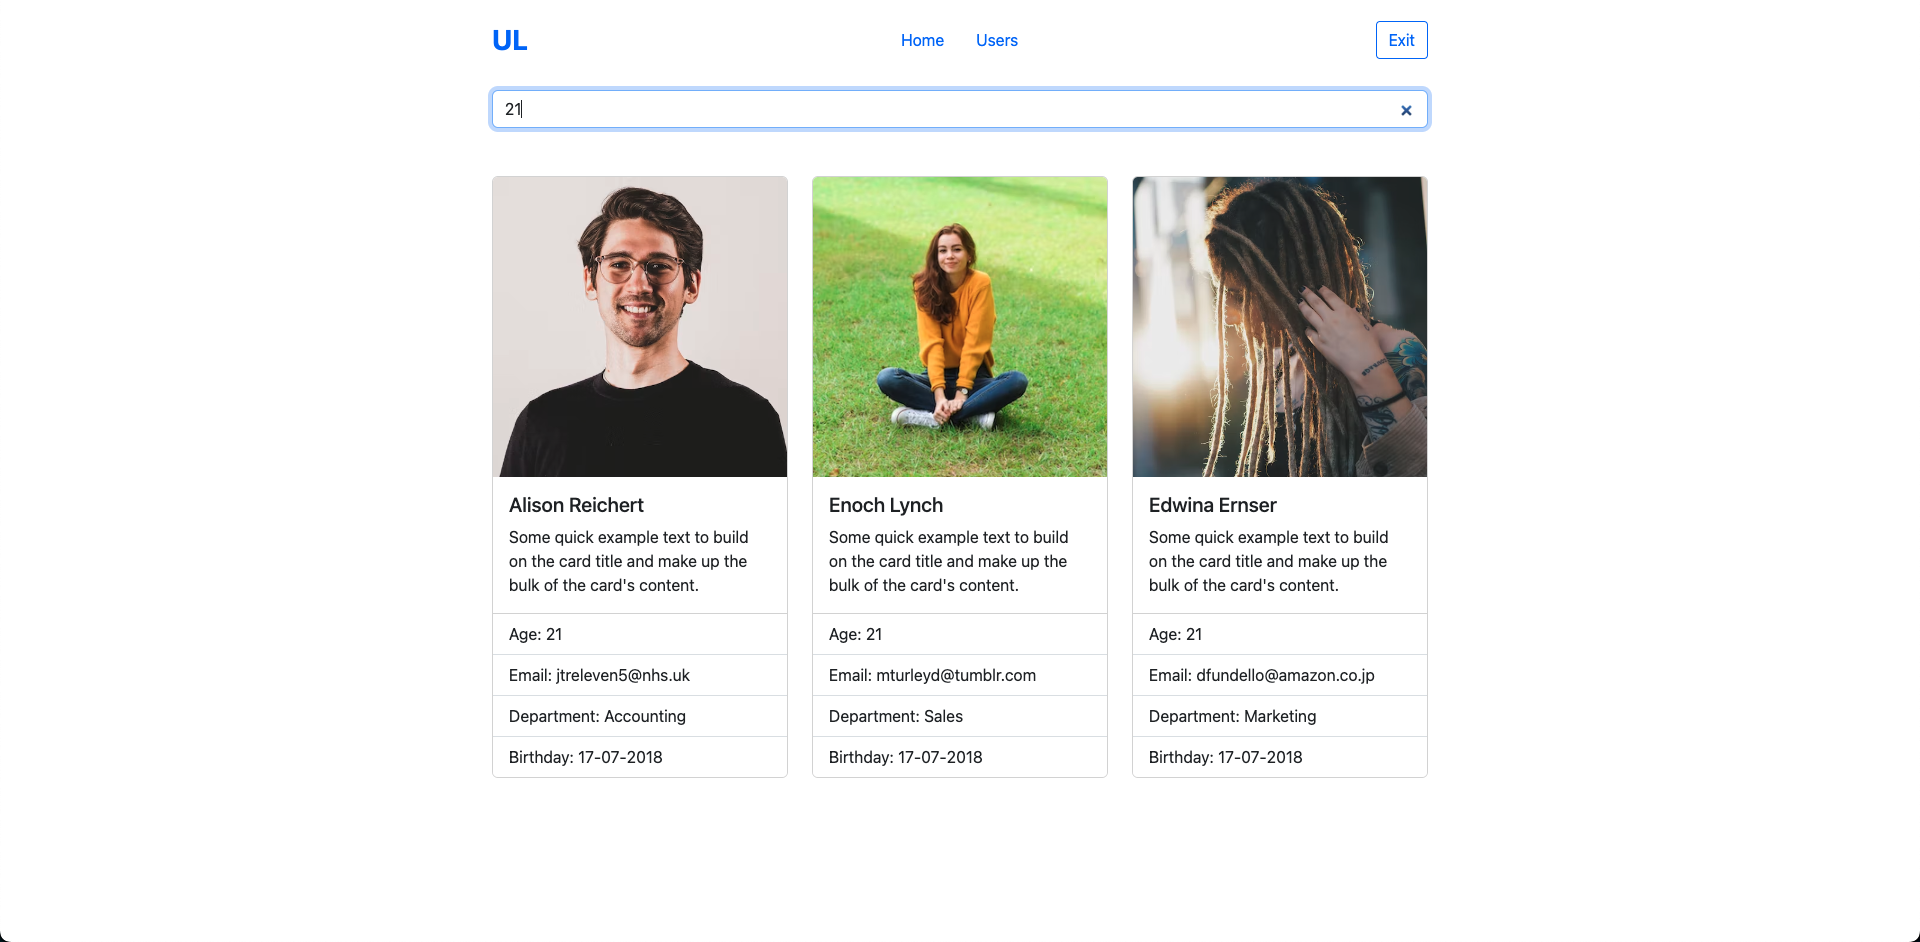 UL
Home
Users
Exit
21
Alison Reichert
Some quick example text to build
on the card title and make up the
bulk of the card's content.
Age: 21
Email: jtreleven5@nhs.uk
Department: Accounting
Birthday: 17-07-2018
Enoch Lynch
Some quick example text to build
on the card title and make up the
bulk of the card's content.
Age: 21
Email: mturleyd@tumblr.com
Department: Sales
Birthday: 17-07-2018
Edwina Ernser
Some quick example text to build
on the card title and make up the
bulk of the card's content.
Age: 21
Email: dfundello@amazon.co.jp
Department: Marketing
Birthday: 17-07-2018